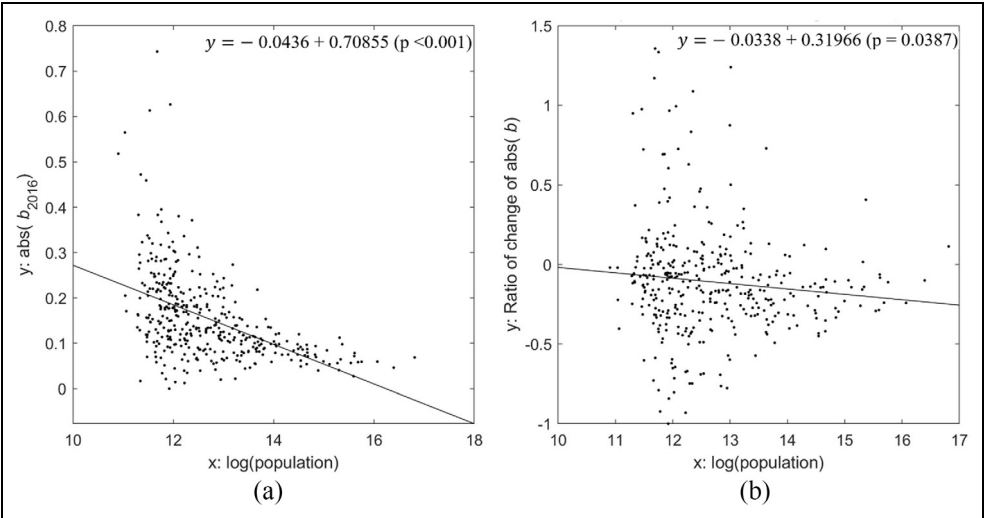 y = − 0.0436 + 0.70855 (p <0.001)
0.8
0.7
0.6
0.5
0.4
0.3
0.2
0.1
0
y: abs( b2016)
10 12 14 16 18
x: log(population)
(a)
y = − 0.0338 + 0.31966 (p = 0.0387)
1.5
1
0.5
0
-0.5
-1
y: Ratio of change of abs( b)
10 11 12 13 14 15 16 17
x: log(population)
(b)